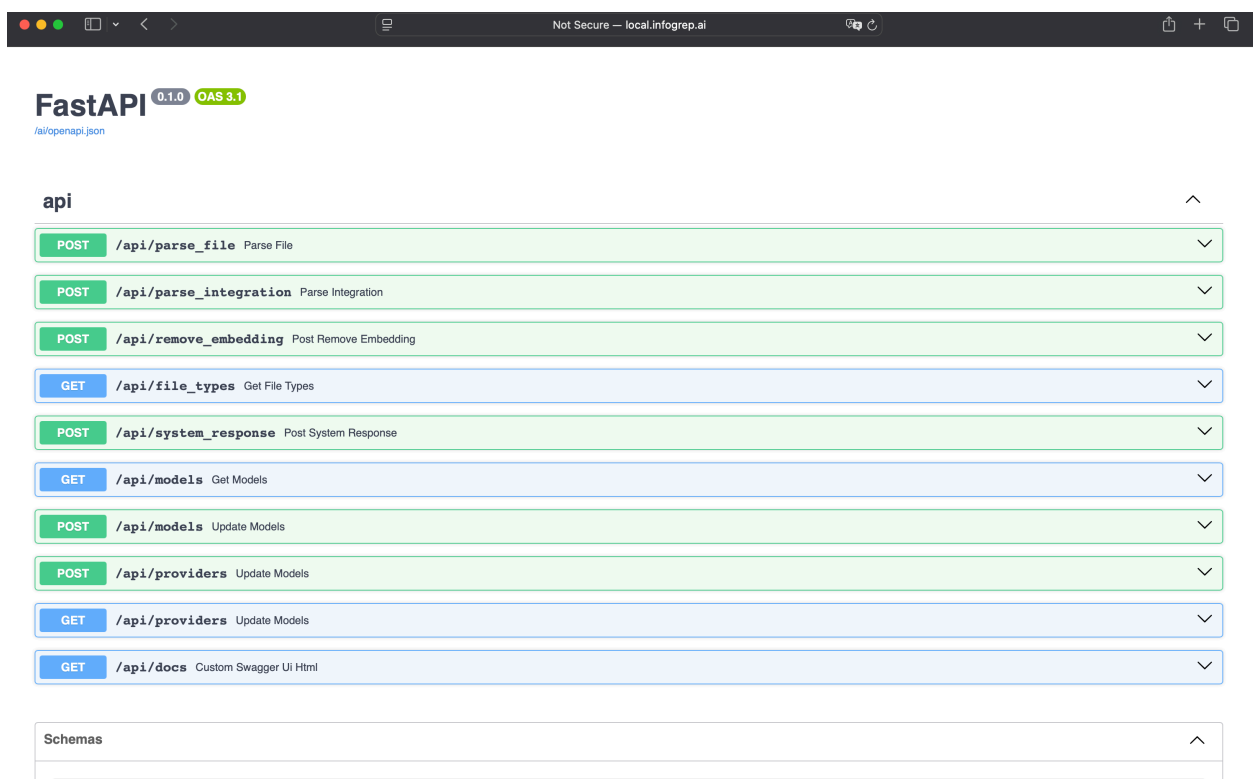 Not Secure — local.infogrep.ai
FastAPI 0.1.0 OAS 3.1
/ai/openapi.json
api
POST /api/parse_file Parse File
POST /api/parse_integration Parse Integration
POST /api/remove_embedding Post Remove Embedding
GET /api/file_types Get File Types
POST /api/system_response Post System Response
GET /api/models Get Models
POST /api/models Update Models
POST /api/providers Update Models
GET /api/providers Update Models
GET /api/docs Custom Swagger Ui Html
Schemas